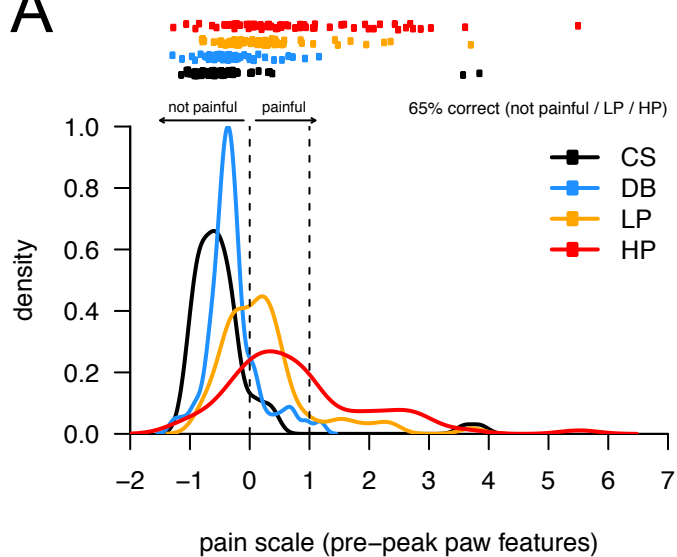 A
not painful painful 65% correct (not painful / LP / HP)
1.0
0.8
0.6
0.4
0.2
0.0
density
CS
DB
LP
HP
−2 −1 0 1 2 3 4 5 6 7
pain scale (pre−peak paw features)